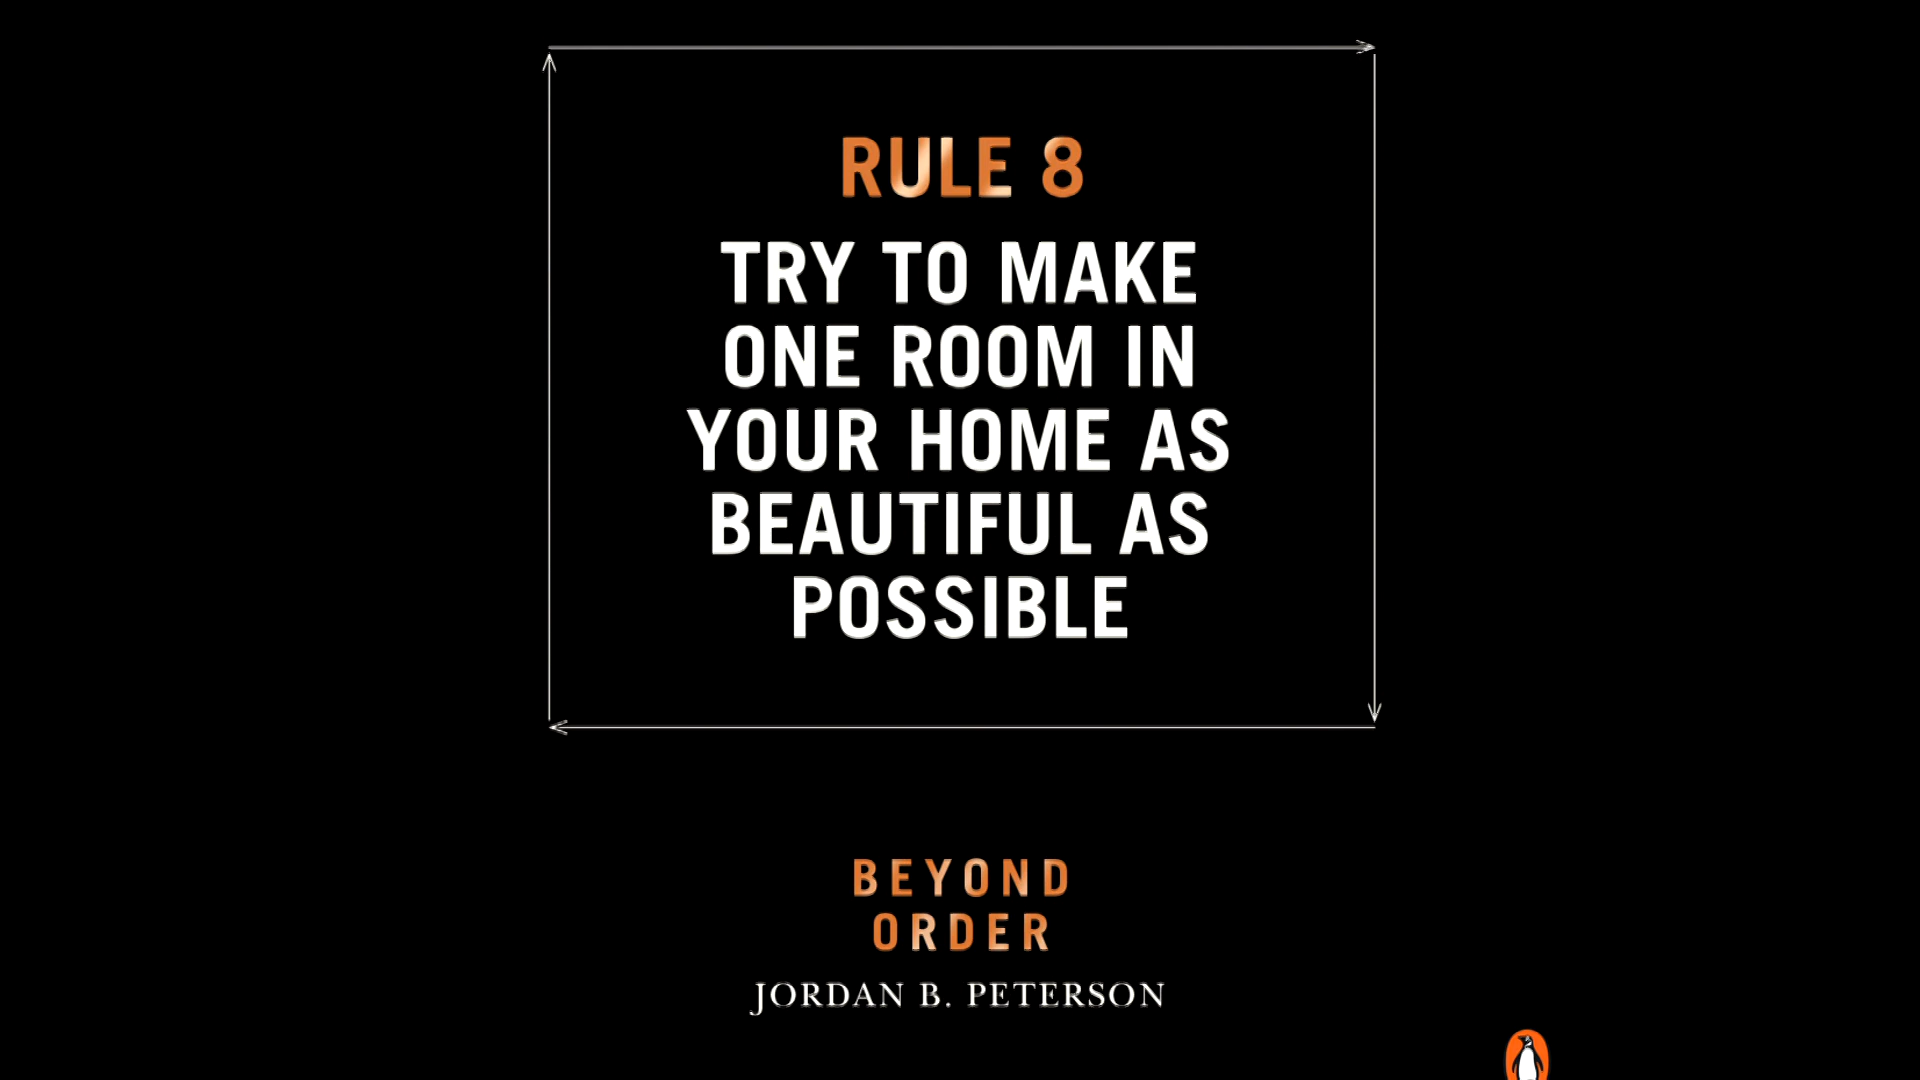 RULE 8
TRY TO MAKE
ONE ROOM IN
YOUR HOME AS
BEAUTIFUL AS
POSSIBLE
BEYOND
ORDER
JORDAN B. PETERSON